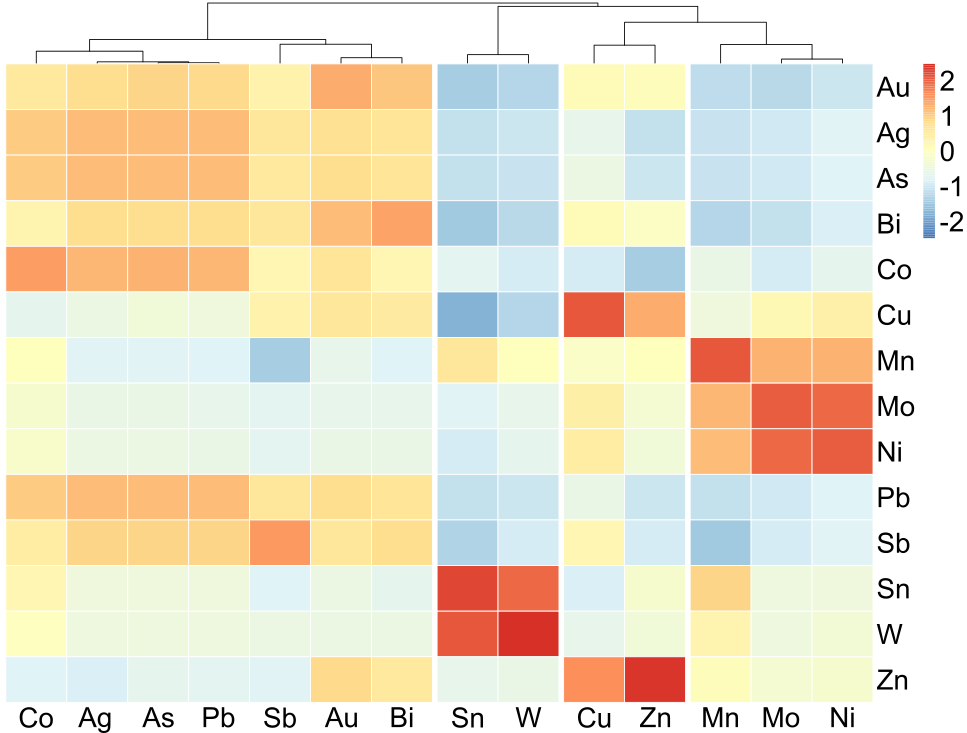 Au
Ag
As
Bi
Co
Cu
Mn
Mo
Ni
Pb
Sb
Sn
W
Zn
2
1
0
-1
-2
Co Ag As Pb Sb Au Bi Sn W Cu Zn Mn Mo Ni